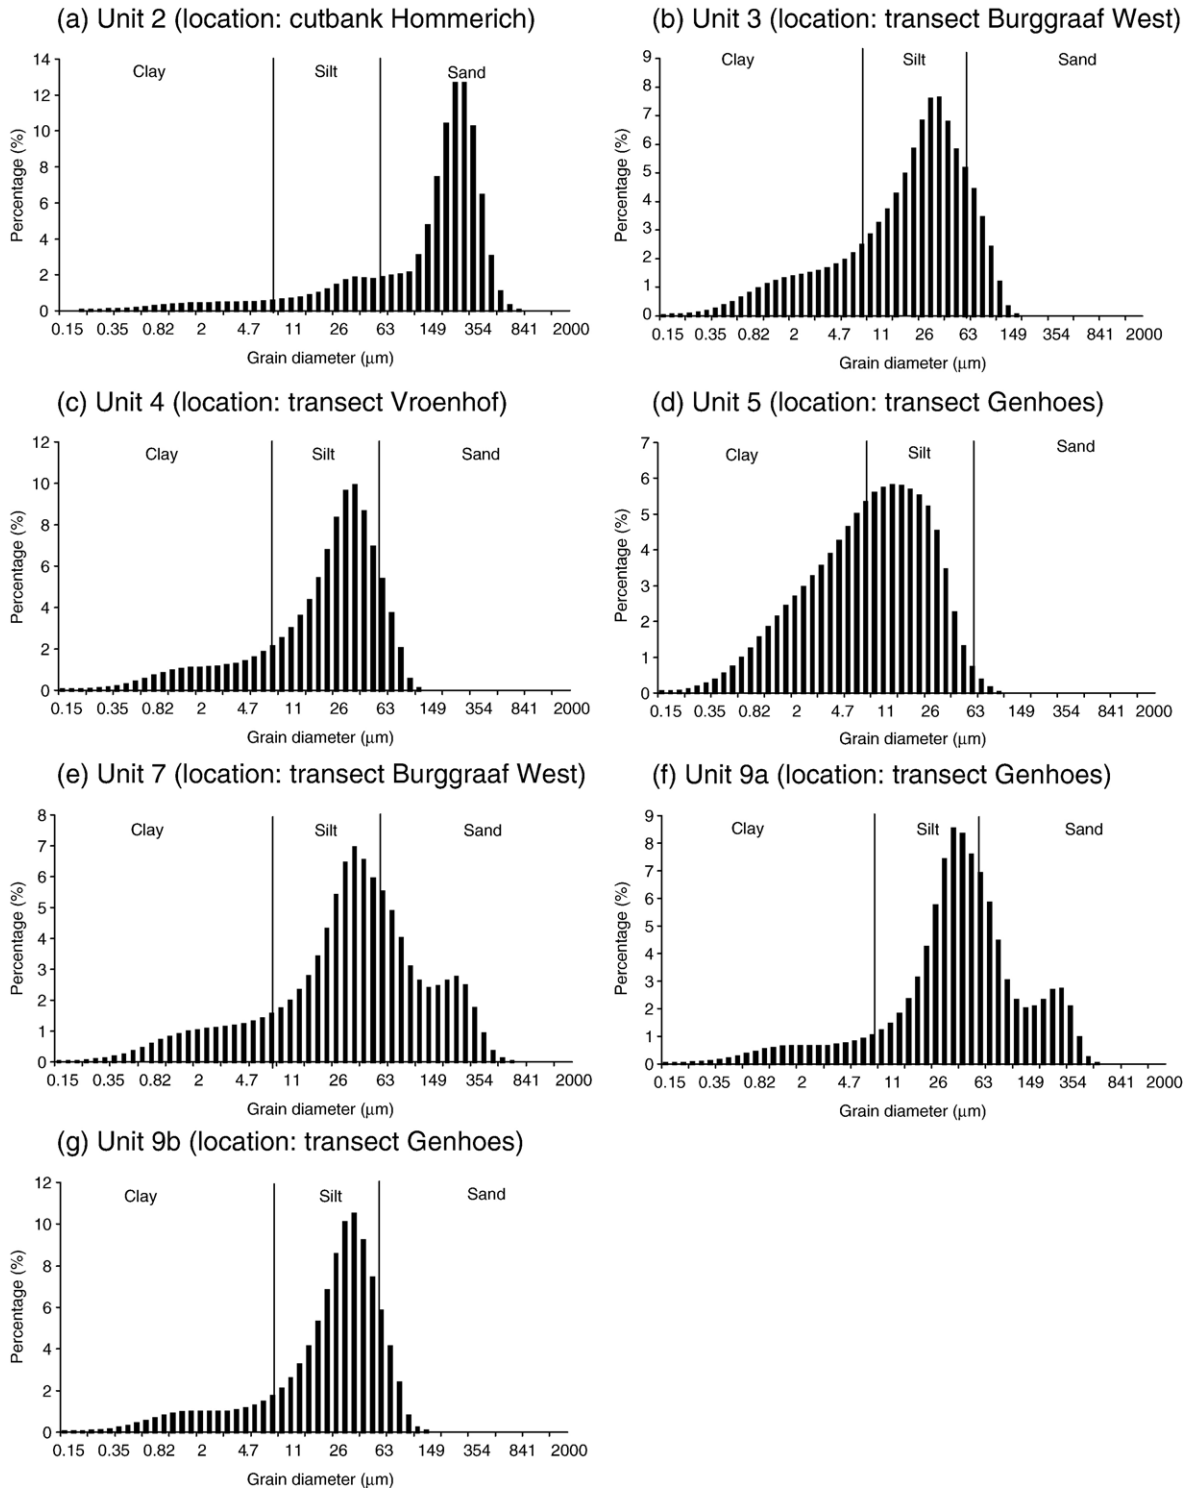 (a) Unit 2 (location: cutbank Hommerich)
14
12
10
8
6
4
2
0
Percentage (%)
Clay Silt Sand
0.15 0.35 0.82 2 4.7 11 26 63 149 354 841 2000
Grain diameter (μm)
(b) Unit 3 (location: transect Burggraaf West)
9
8
7
6
5
4
3
2
1
0
Percentage (%)
Clay Silt Sand
0.15 0.35 0.82 2 4.7 11 26 63 149 354 841 2000
Grain diameter (μm)
(c) Unit 4 (location: transect Vroenhof)
12
10
8
6
4
2
0
Percentage (%)
Clay Silt Sand
0.15 0.35 0.82 2 4.7 11 26 63 149 354 841 2000
Grain diameter (μm)
(d) Unit 5 (location: transect Genhoes)
7
6
5
4
3
2
1
0
Percentage (%)
Clay Silt Sand
0.15 0.35 0.82 2 4.7 11 26 63 149 354 841 2000
Grain diameter (μm)
(e) Unit 7 (location: transect Burggraaf West)
8
7
6
5
4
3
2
1
0
Percentage (%)
Clay Silt Sand
0.15 0.35 0.82 2 4.7 11 26 63 149 354 841 2000
Grain diameter (μm)
(f) Unit 9a (location: transect Genhoes)
9
8
7
6
5
4
3
2
1
0
Percentage (%)
Clay Silt Sand
0.15 0.35 0.82 2 4.7 11 26 63 149 354 841 2000
Grain diameter (μm)
(g) Unit 9b (location: transect Genhoes)
12
10
8
6
4
2
0
Percentage (%)
Clay Silt Sand
0.15 0.35 0.82 2 4.7 11 26 63 149 354 841 2000
Grain diameter (μm)